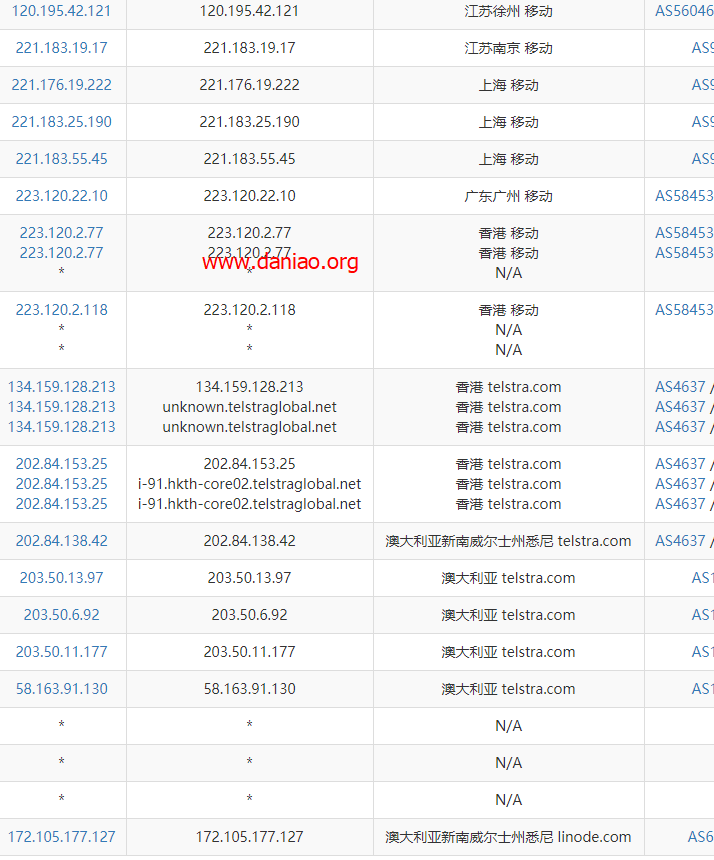 120.195.42.121 120.195.42.121 江苏徐州 移动 AS56046
221.183.19.17 221.183.19.17 江苏南京 移动 AS9
221.176.19.222 221.176.19.222 上海 移动 AS9
221.183.25.190 221.183.25.190 上海 移动 AS9
221.183.55.45 221.183.55.45 上海 移动 AS9
223.120.22.10 223.120.22.10 广东广州 移动 AS58453
223.120.2.77 223.120.2.77 香港 移动 AS58453
223.120.2.77 223.120.2.77 香港 移动 AS58453
www.daniao.org
* * N/A
223.120.2.118 223.120.2.118 香港 移动 AS58453
* * N/A
* * N/A
134.159.128.213 134.159.128.213 香港 telstra.com AS4637 /
134.159.128.213 unknown.telstraglobal.net 香港 telstra.com AS4637 /
134.159.128.213 unknown.telstraglobal.net 香港 telstra.com AS4637 /
202.84.153.25 202.84.153.25 香港 telstra.com AS4637 /
202.84.153.25 i-91.hkth-core02.telstraglobal.net 香港 telstra.com AS4637 /
202.84.153.25 i-91.hkth-core02.telstraglobal.net 香港 telstra.com AS4637 /
202.84.138.42 202.84.138.42 澳大利亚新南威尔士州悉尼 telstra.com AS4637 /
203.50.13.97 203.50.13.97 澳大利亚 telstra.com AS1
203.50.6.92 203.50.6.92 澳大利亚 telstra.com AS1
203.50.11.177 203.50.11.177 澳大利亚 telstra.com AS1
58.163.91.130 58.163.91.130 澳大利亚 telstra.com AS1
* * N/A
* * N/A
* * N/A
172.105.177.127 172.105.177.127 澳大利亚新南威尔士州悉尼 linode.com AS6